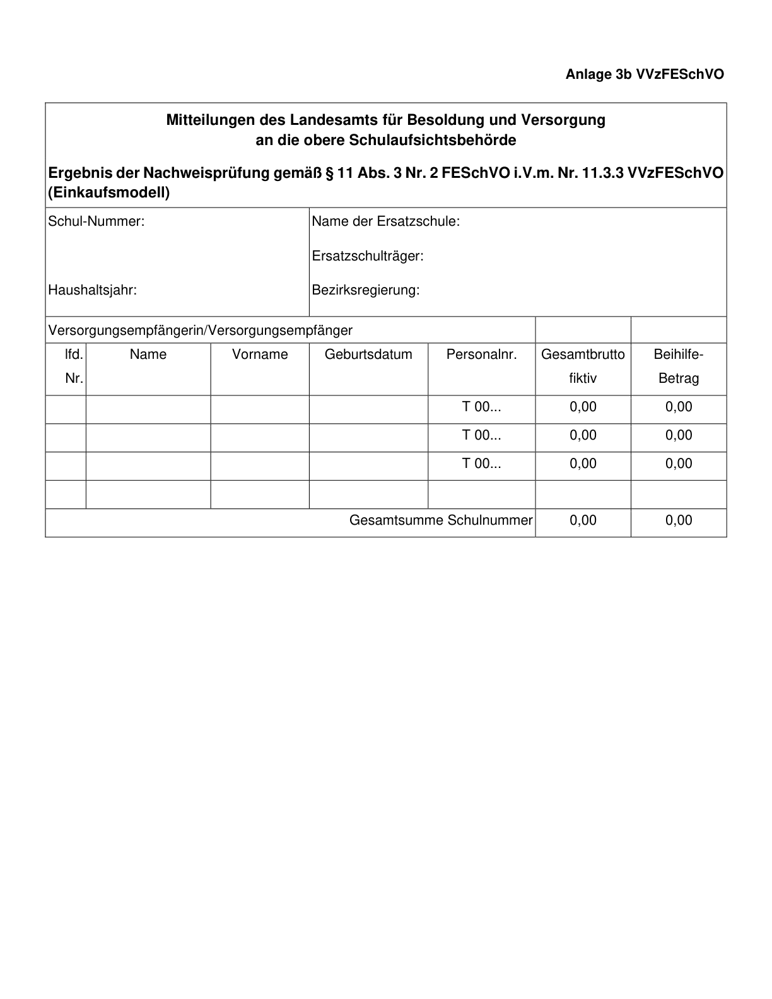 Anlage 3b VVzFESchVO
Mitteilungen des Landesamts für Besoldung und Versorgung
an die obere Schulaufsichtsbehörde
Ergebnis der Nachweisprüfung gemäß § 11 Abs. 3 Nr. 2 FESchVO i.V.m. Nr. 11.3.3 VVzFESchVO
(Einkaufsmodell)
Schul-Nummer: Name der Ersatzschule:
Ersatzschulträger:
Haushaltsjahr: Bezirksregierung:
Versorgungsempfängerin/Versorgungsempfänger
lfd. Name Vorname Geburtsdatum Personalnr. Gesamtbrutto Beihilfe-
Nr. fiktiv Betrag
T 00... 0,00 0,00
T 00... 0,00 0,00
T 00... 0,00 0,00
Gesamtsumme Schulnummer 0,00 0,00